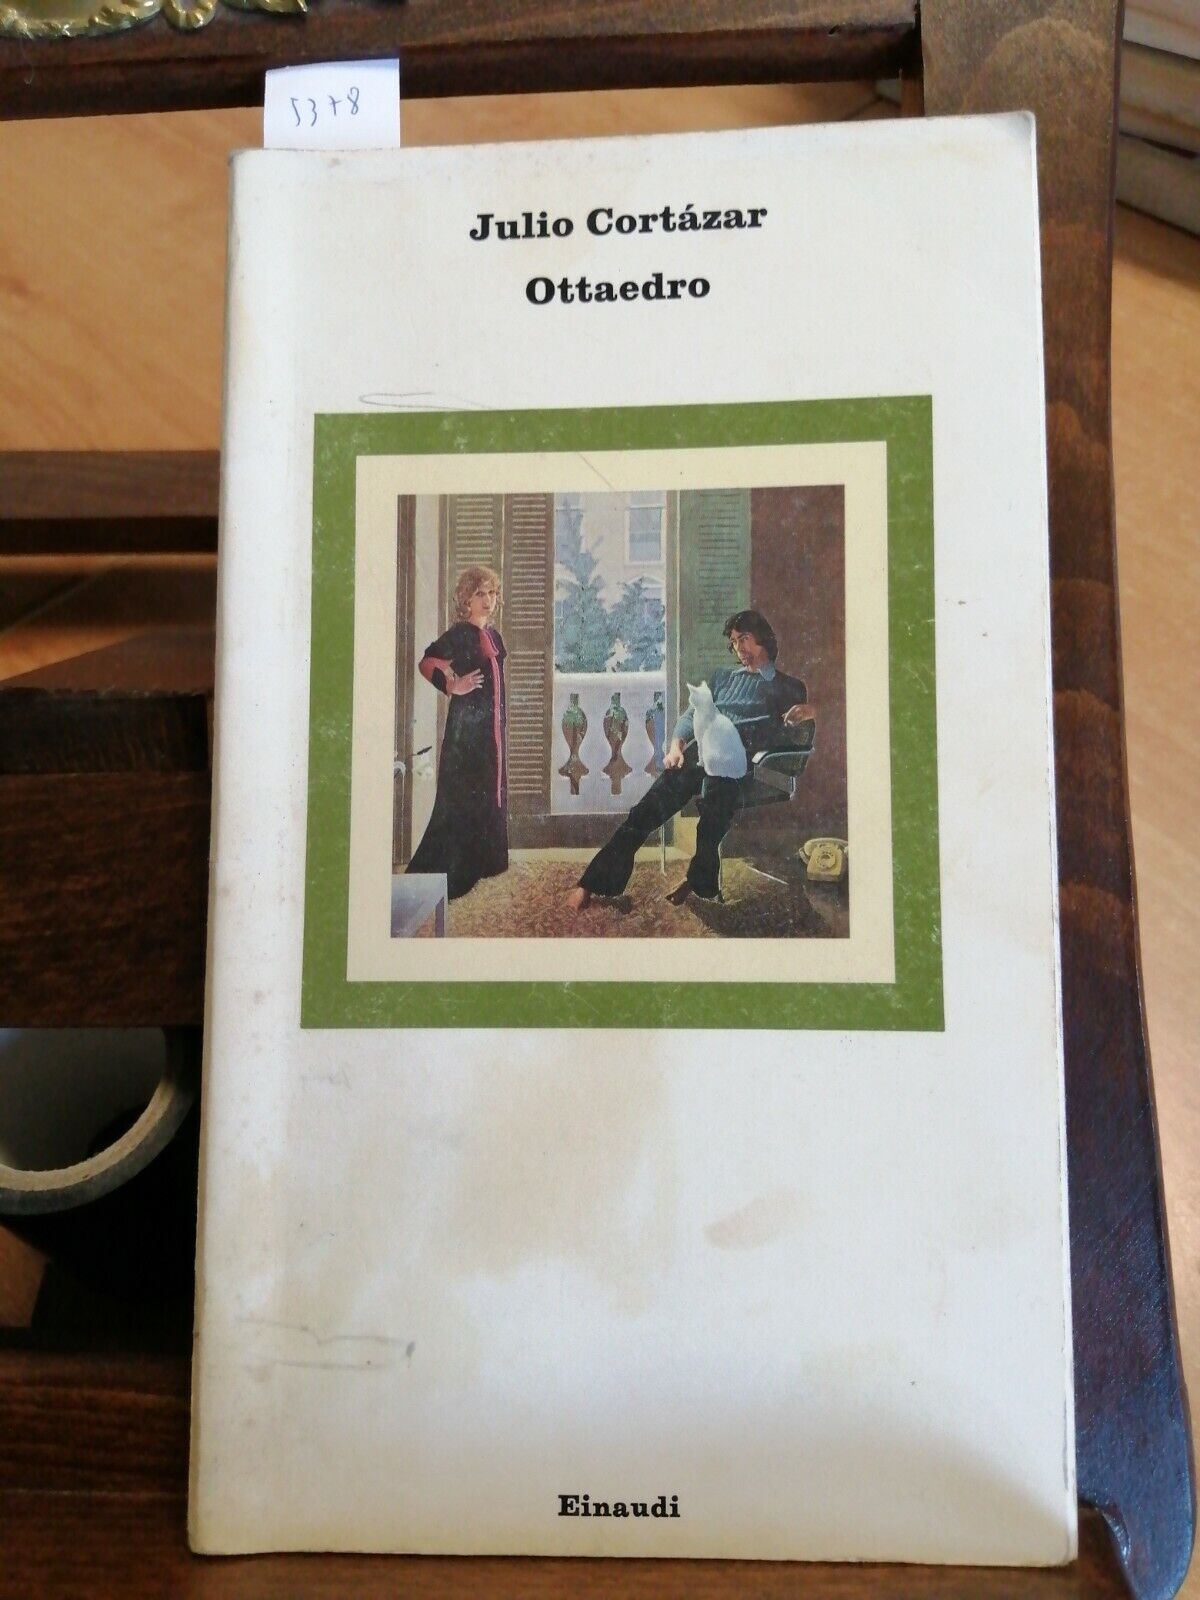 5378
Julio Cortázar
Ottaedro
Einaudi